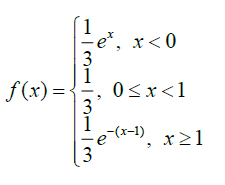 f(x) = {
1/3 e^x, x < 0
1/3, 0 ≤ x < 1
1/3 e^{-(x-1)}, x ≥ 1